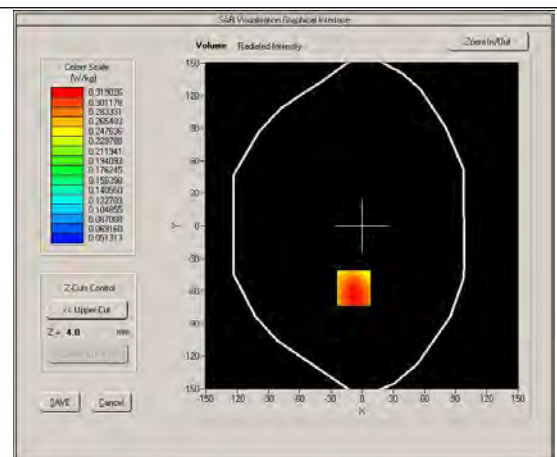 SAR Visualisation Graphical Interface
Volume Radiated Intensity
Zoom In/Out
Colors Scale
(W/kg)
0.319026
0.301178
0.283331
0.265483
0.247636
0.229788
0.211941
0.194093
0.176245
0.158398
0.140550
0.122703
0.104855
0.087008
0.069160
0.051313
Z-Cuts Control
<< Upper Cut
Z = 4.0 mm
SAVE Cancel
150
120
90
60
30
0
-30
-60
-90
-120
-150
Y
-150 -120 -90 -60 -30 0 30 60 90 120 150
X